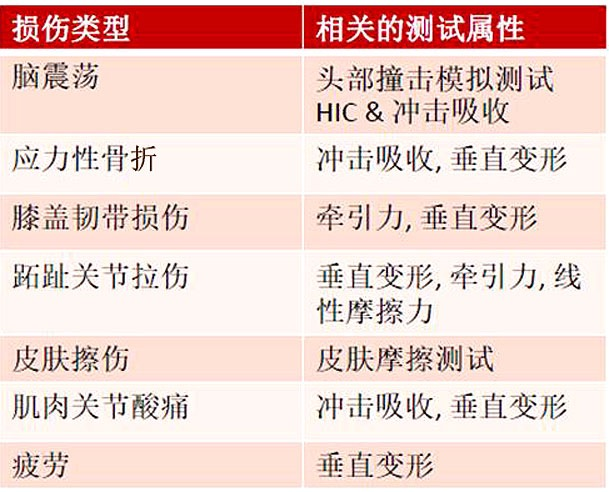 损伤类型 相关的测试属性
脑震荡 头部撞击模拟测试
HIC & 冲击吸收
应力性骨折 冲击吸收, 垂直变形
膝盖韧带损伤 牵引力, 垂直变形
跖趾关节拉伤 垂直变形, 牵引力, 线
性摩擦力
皮肤擦伤 皮肤摩擦测试
肌肉关节酸痛 冲击吸收, 垂直变形
疲劳 垂直变形